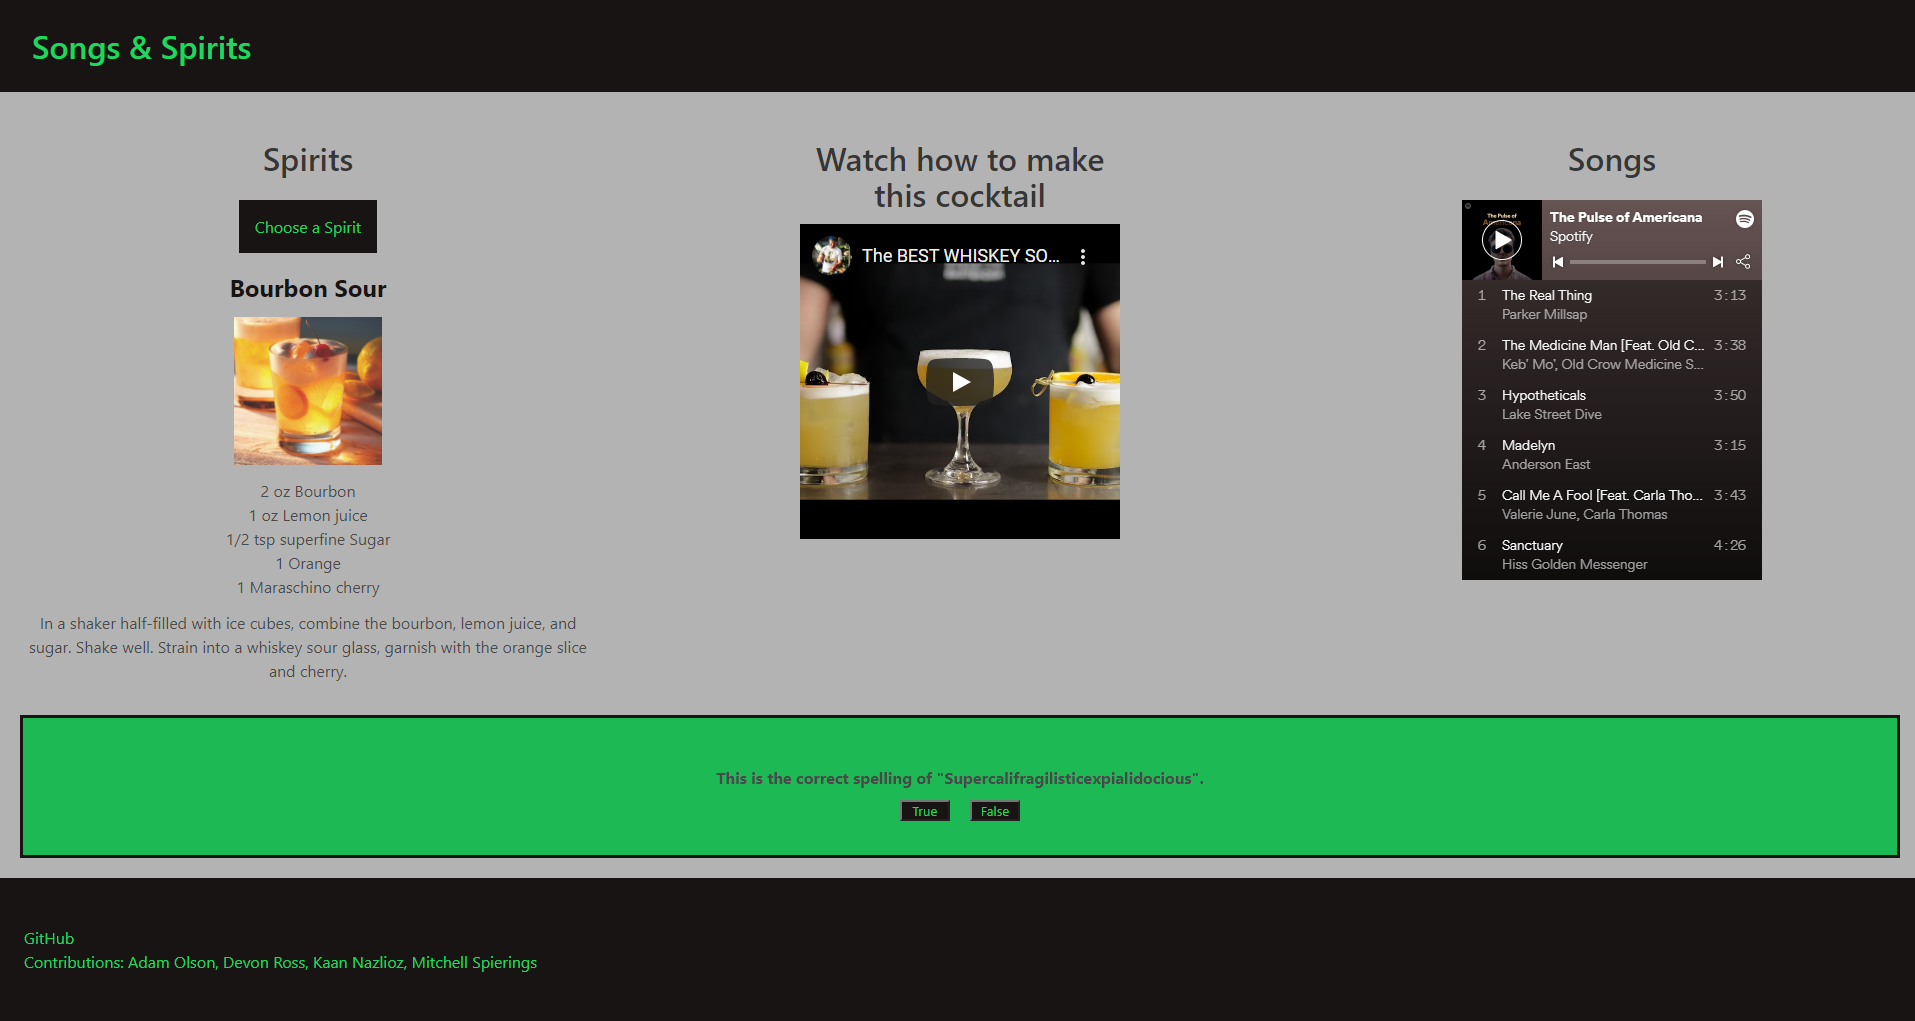 Songs & Spirits
Spirits
Choose a Spirit
Bourbon Sour
2 oz Bourbon
1 oz Lemon juice
1/2 tsp superfine Sugar
1 Orange
1 Maraschino cherry
In a shaker half-filled with ice cubes, combine the bourbon, lemon juice, and
sugar. Shake well. Strain into a whiskey sour glass, garnish with the orange slice
and cherry.
Watch how to make
this cocktail
The BEST WHISKEY SO...
Songs
The Pulse of
Americana
The Pulse of Americana
Spotify
1 The Real Thing 3:13
Parker Millsap
2 The Medicine Man [Feat. Old C... 3:38
Keb' Mo', Old Crow Medicine S...
3 Hypotheticals 3:50
Lake Street Dive
4 Madelyn 3:15
Anderson East
5 Call Me A Fool [Feat. Carla Tho... 3:43
Valerie June, Carla Thomas
6 Sanctuary 4:26
Hiss Golden Messenger
This is the correct spelling of "Supercalifragilisticexpialidocious".
True False
GitHub
Contributions: Adam Olson, Devon Ross, Kaan Nazlioz, Mitchell Spierings